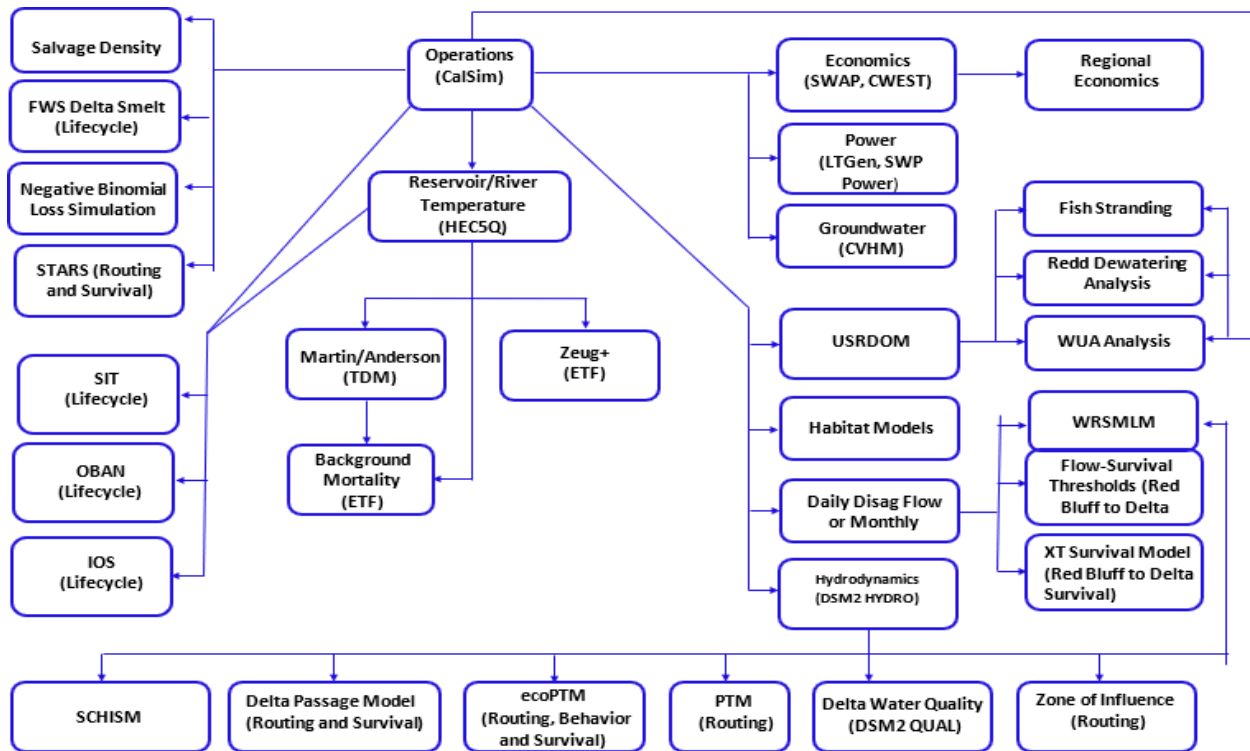 Salvage Density
FWS Delta Smelt
(Lifecycle)
Negative Binomial
Loss Simulation
STARS (Routing
and Survival)
SIT
(Lifecycle)
OBAN
(Lifecycle)
IOS
(Lifecycle)
Operations
(CalSim)
Reservoir/River
Temperature
(HEC5Q)
Martin/Anderson
(TDM)
Zeug+
(ETF)
Background
Mortality
(ETF)
Economics
(SWAP, CWEST)
Regional
Economics
Power
(LTGen, SWP
Power)
Groundwater
(CVHM)
USRDOM
Habitat Models
Daily Disag Flow
or Monthly
Hydrodynamics
(DSM2 HYDRO)
Fish Stranding
Redd Dewatering
Analysis
WUA Analysis
WRSMLM
Flow-Survival
Thresholds (Red
Bluff to Delta
XT Survival Model
(Red Bluff to Delta
Survival)
SCHISM
Delta Passage Model
(Routing and Survival)
ecoPTM
(Routing, Behavior
and Survival)
PTM
(Routing)
Delta Water Quality
(DSM2 QUAL)
Zone of Influence
(Routing)